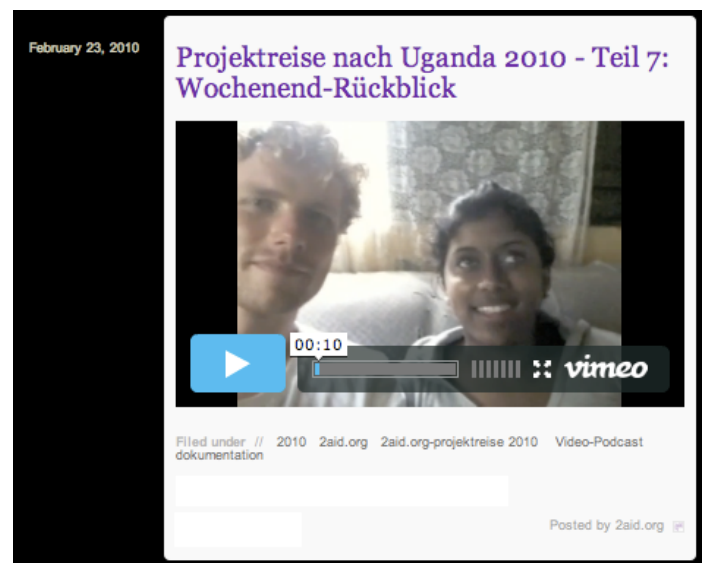 February 23, 2010
Projektreise nach Uganda 2010 - Teil 7:
Wochenend-Rückblick
00:10
vimeo
Filed under // 2010 2aid.org 2aid.org-projektreise 2010 Video-Podcast
dokumentation
Posted by 2aid.org